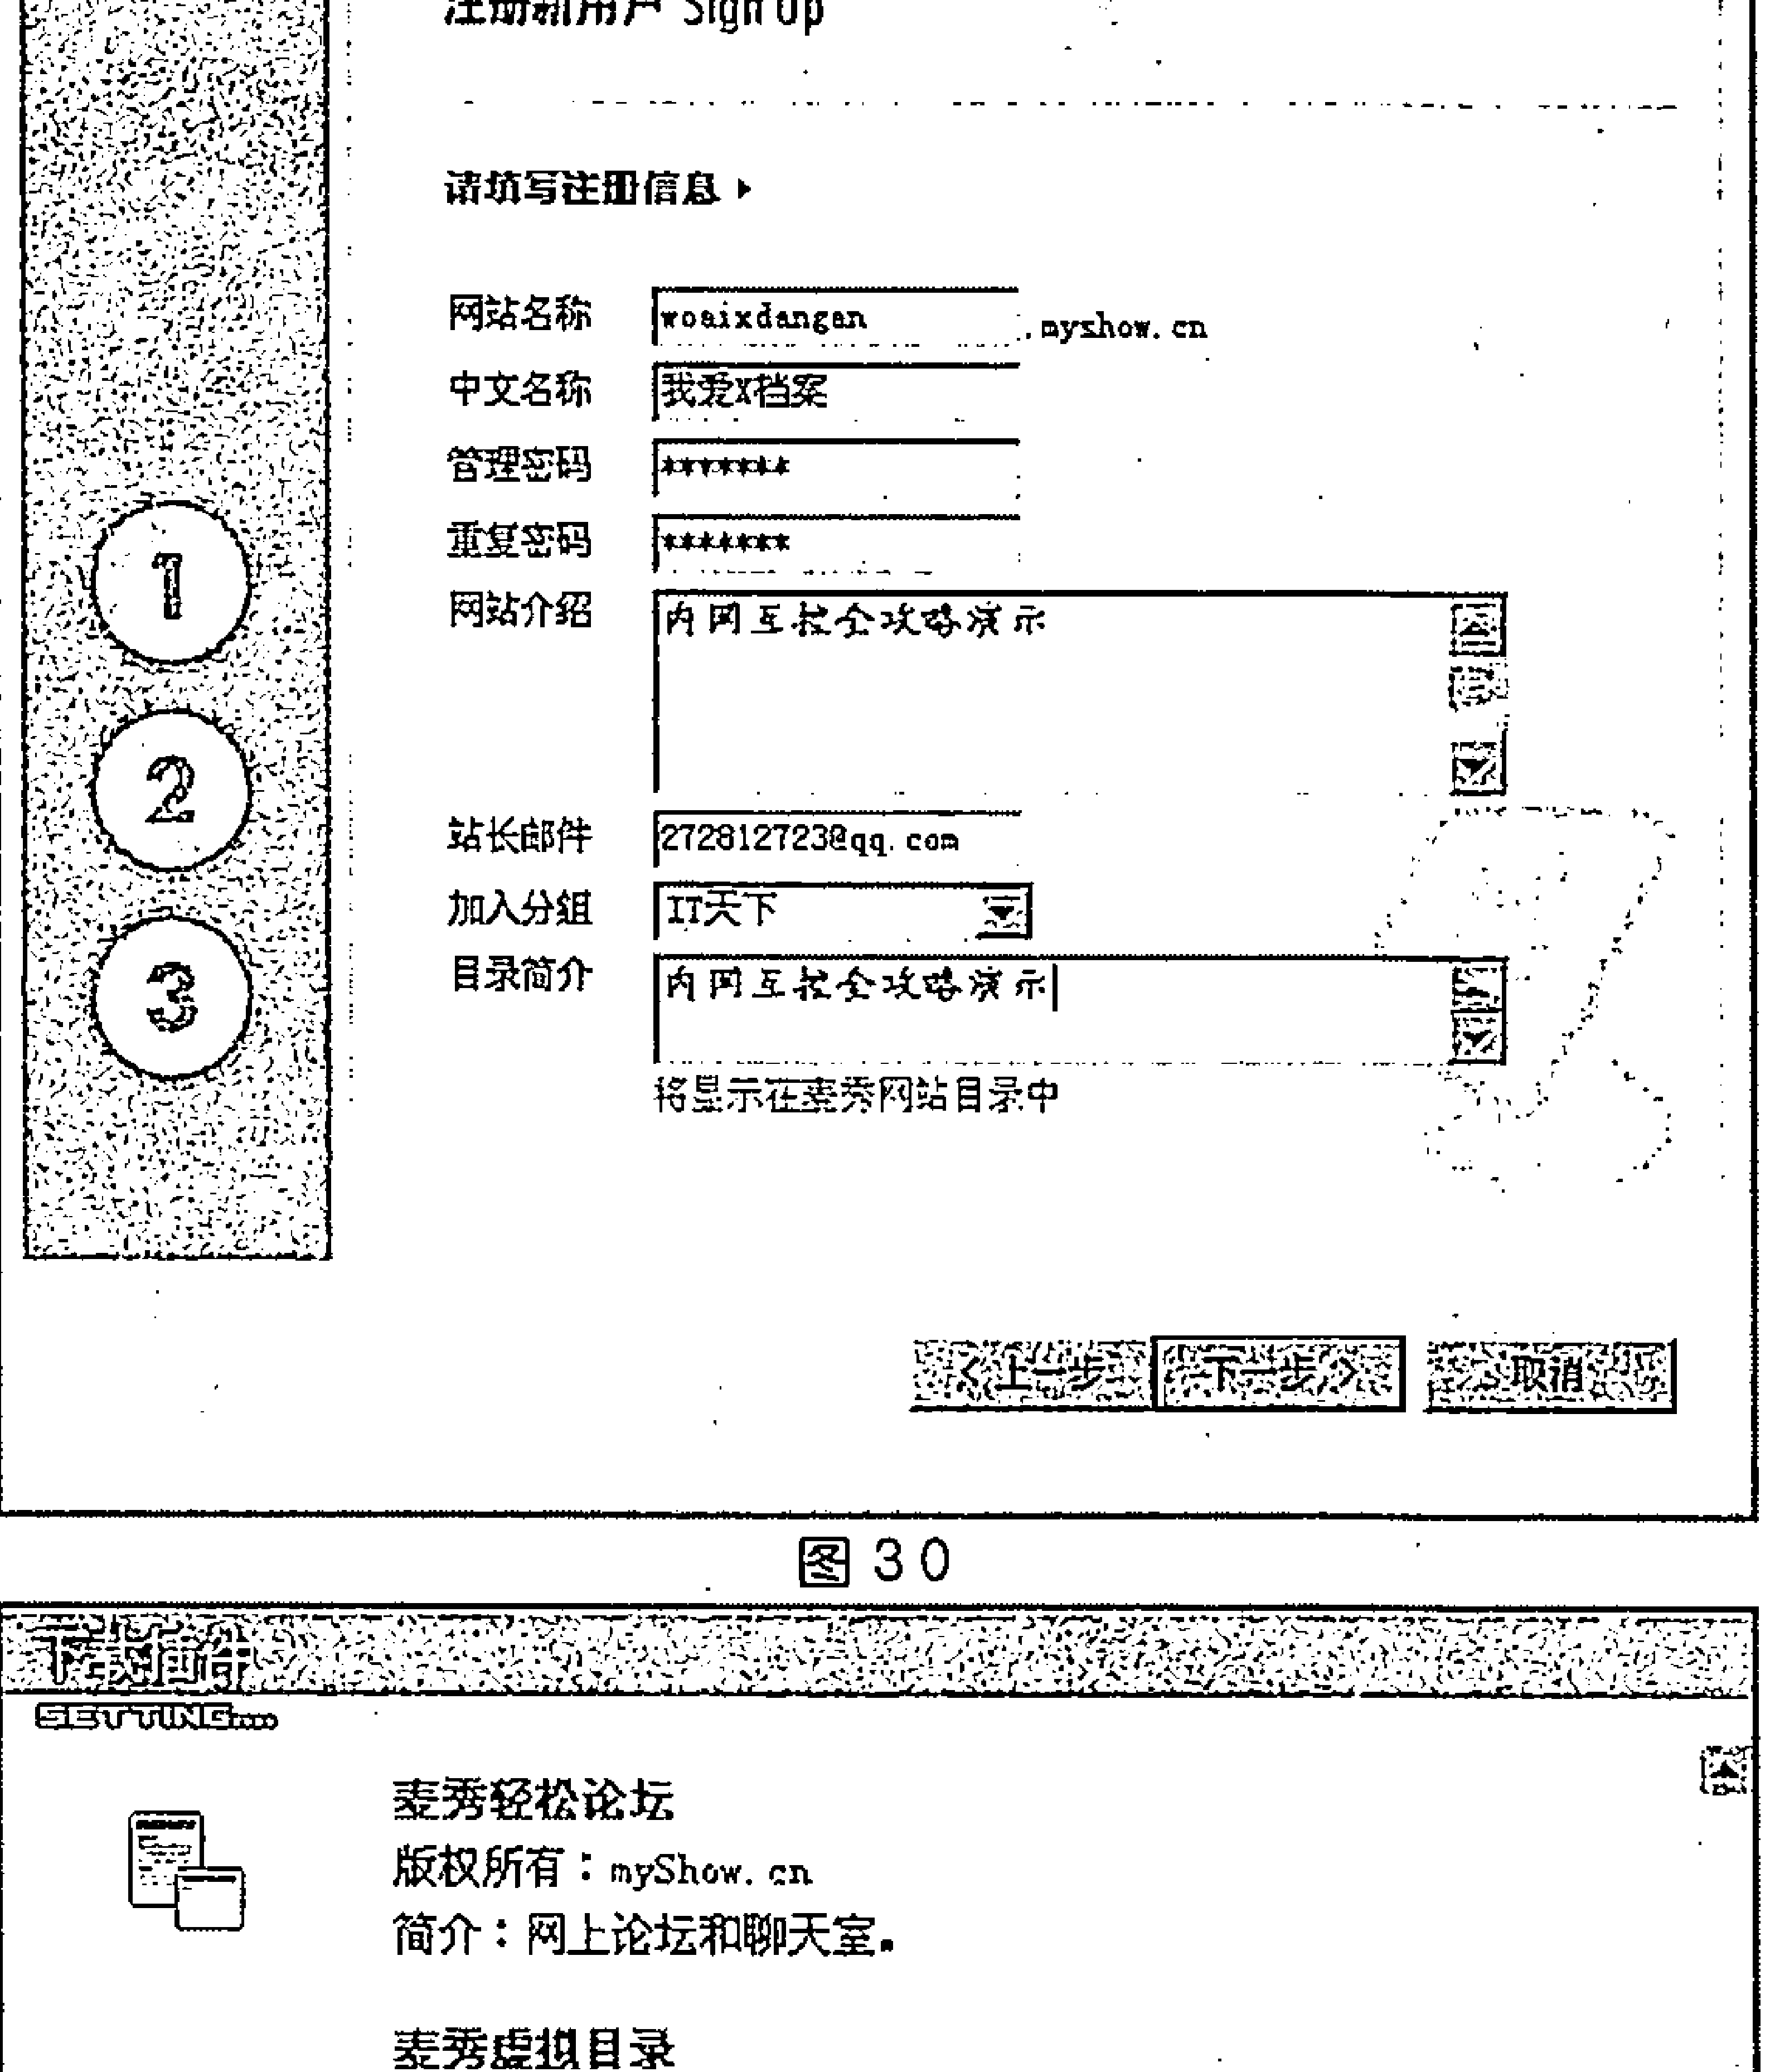 注册新用户 Sign Up
请填写注册信息
网站名称 woaixdangan .myshow.cn
中文名称 我爱X档案
管理密码 *******
重复密码 *******
网站介绍 内网互控全攻略演示
站长邮件 272812723@qq.com
加入分组 IT天下
目录简介 内网互控全攻略演示
将显示在麦秀网站目录中
1
2
3
<上一步 下一步> 取消
图30
下载插件
SETTING....
麦秀轻松论坛
版权所有：myShow.cn
简介：网上论坛和聊天室。
麦秀虚拟目录